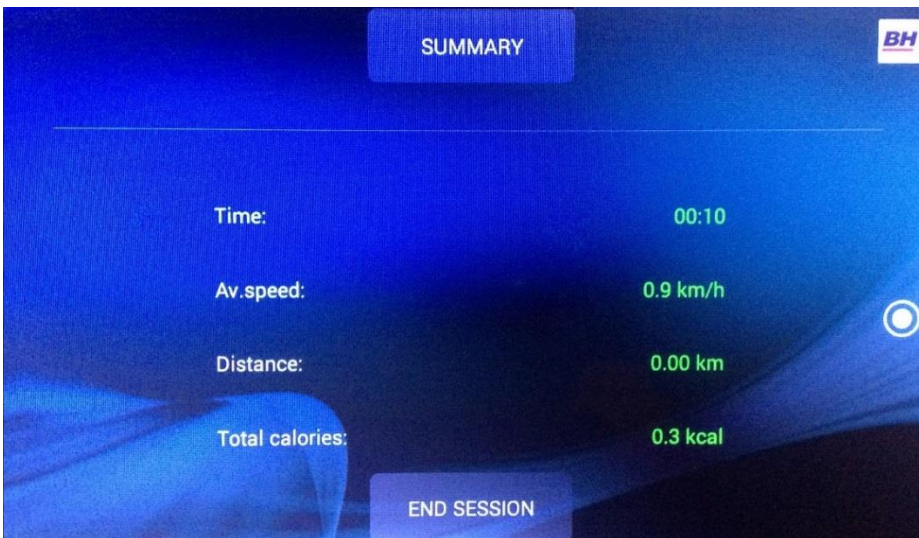 SUMMARY
BH
Time: 00:10
Av.speed: 0.9 km/h
Distance: 0.00 km
Total calories: 0.3 kcal
END SESSION